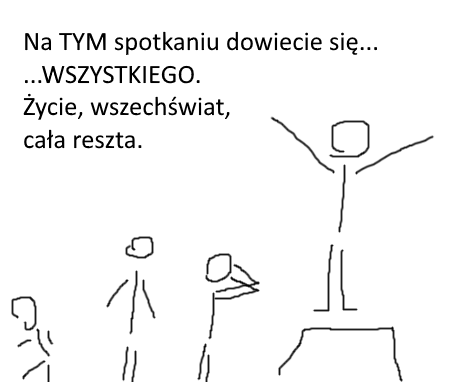 Na TYM spotkaniu dowiecie się...
...WSZYSTKIEGO.
Życie, wszechświat,
cała reszta.